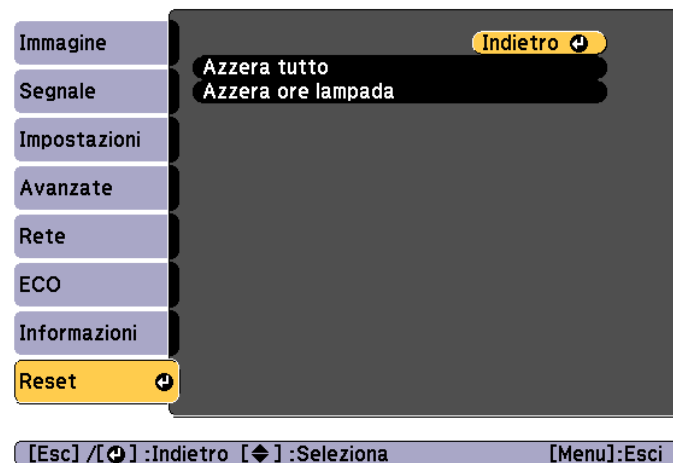 Immagine
Segnale
Impostazioni
Avanzate
Rete
ECO
Informazioni
Reset
Indietro
Azzera tutto
Azzera ore lampada
[Esc] /[ ] :Indietro [ ] :Seleziona [Menu]:Esci